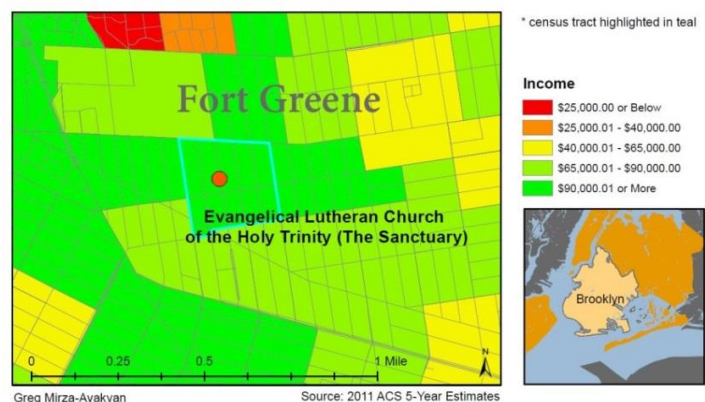 * census tract highlighted in teal
Fort Greene
Evangelical Lutheran Church
of the Holy Trinity (The Sanctuary)
0 0.25 0.5 1 Mile
N
Greg Mirza-Avakyan
Source: 2011 ACS 5-Year Estimates
Income
$25,000.00 or Below
$25,000.01 - $40,000.00
$40,000.01 - $65,000.00
$65,000.01 - $90,000.00
$90,000.01 or More
Brooklyn